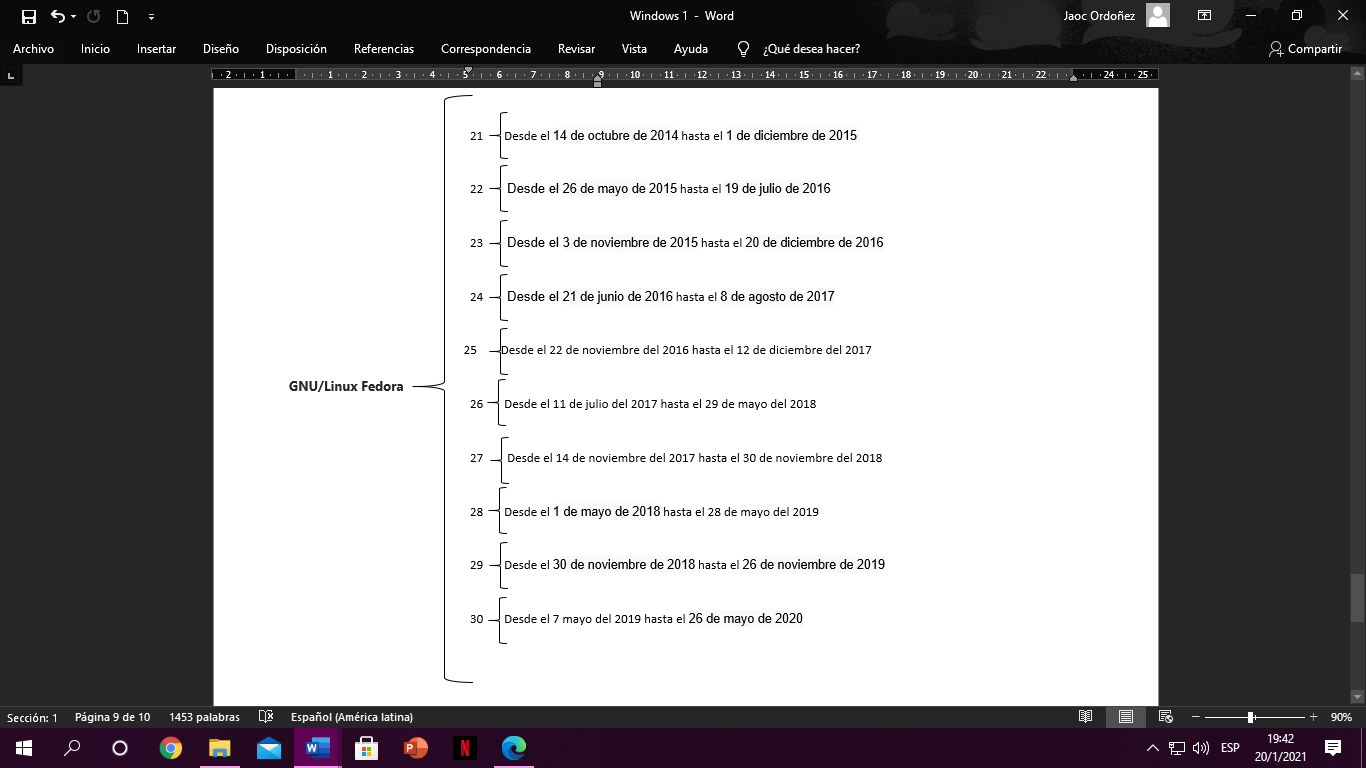 Windows 1 - Word
Jaoc Ordoñez
Archivo Inicio Insertar Diseño Disposición Referencias Correspondencia Revisar Vista Ayuda ¿Qué desea hacer? Compartir
2 1 1 2 3 4 5 6 7 8 9 10 11 12 13 14 15 16 17 18 19 20 21 22 24 25
21 Desde el 14 de octubre de 2014 hasta el 1 de diciembre de 2015
22 Desde el 26 de mayo de 2015 hasta el 19 de julio de 2016
23 Desde el 3 de noviembre de 2015 hasta el 20 de diciembre de 2016
24 Desde el 21 de junio de 2016 hasta el 8 de agosto de 2017
25 Desde el 22 de noviembre del 2016 hasta el 12 de diciembre del 2017
GNU/Linux Fedora
26 Desde el 11 de julio del 2017 hasta el 29 de mayo del 2018
27 Desde el 14 de noviembre del 2017 hasta el 30 de noviembre del 2018
28 Desde el 1 de mayo de 2018 hasta el 28 de mayo del 2019
29 Desde el 30 de noviembre de 2018 hasta el 26 de noviembre de 2019
30 Desde el 7 mayo del 2019 hasta el 26 de mayo de 2020
Sección: 1 Página 9 de 10 1453 palabras Español (América latina) 90%
ESP
19:42
20/1/2021